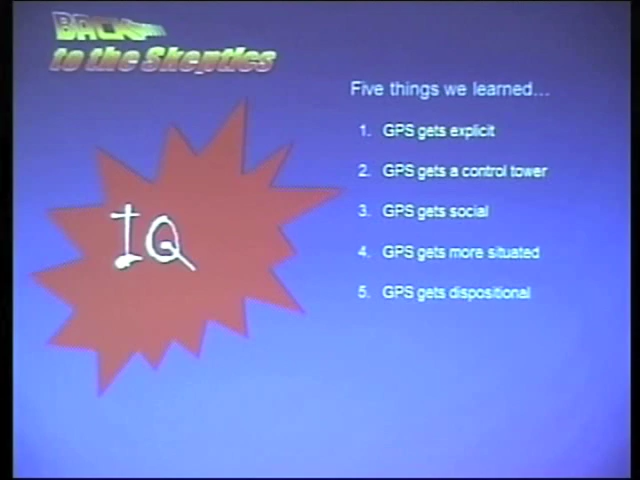 BACK
to the Skeptics
Five things we learned...
1. GPS gets explicit
2. GPS gets a control tower
3. GPS gets social
4. GPS gets more situated
5. GPS gets dispositional
IQ